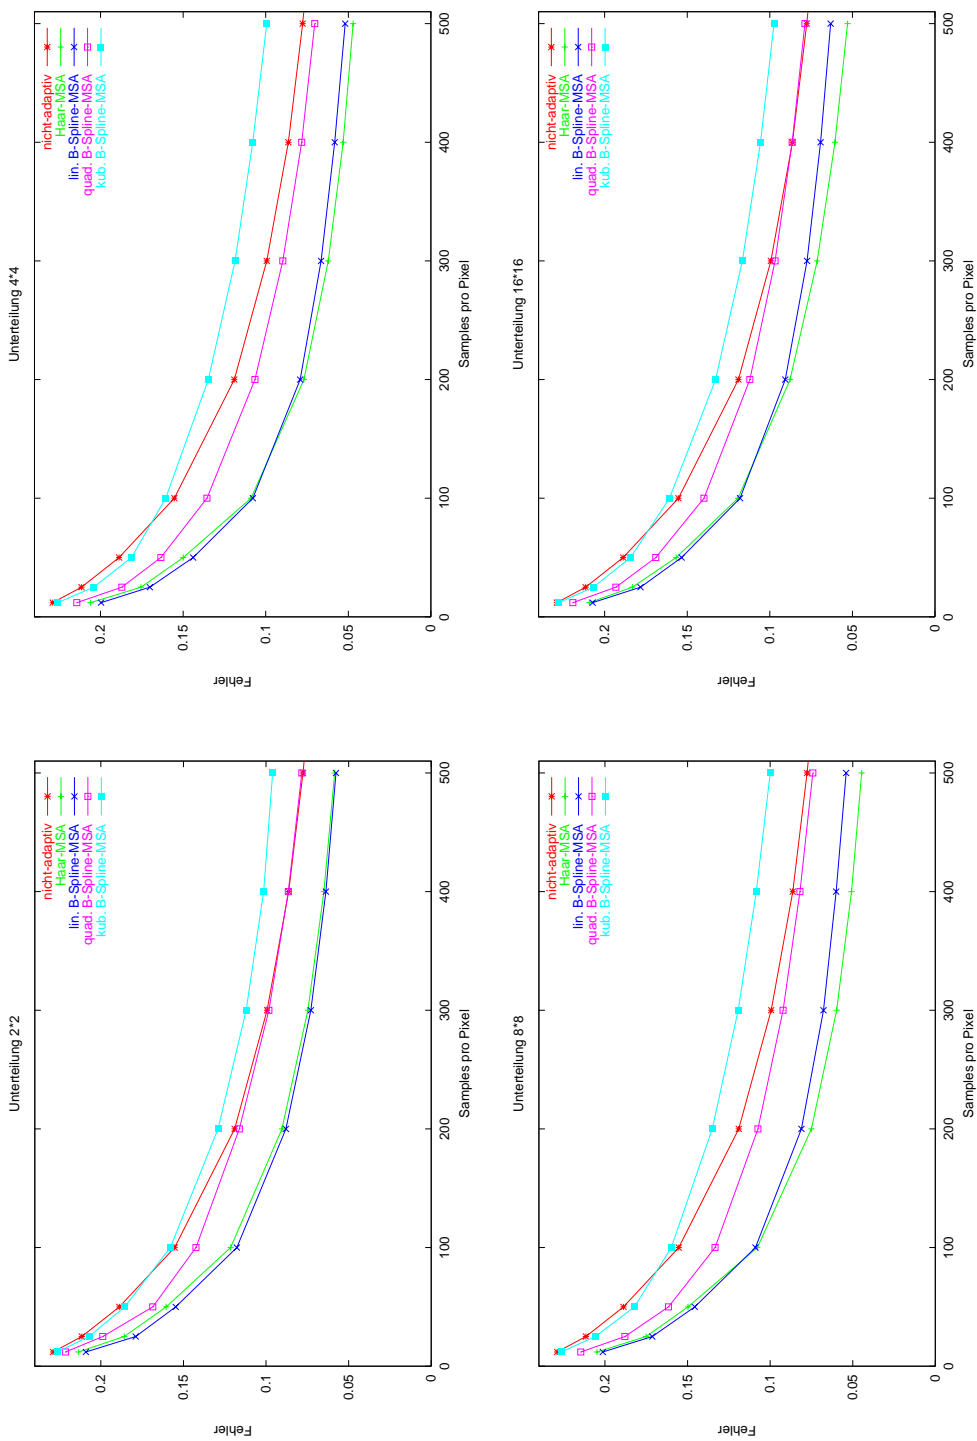 Unterteilung 2*2
nicht-adaptiv
Haar-MSA
lin. B-Spline-MSA
quad. B-Spline-MSA
kub. B-Spline-MSA
Fehler
0.2
0.15
0.1
0.05
0
0 100 200 300 400 500
Samples pro Pixel
Unterteilung 4*4
nicht-adaptiv
Haar-MSA
lin. B-Spline-MSA
quad. B-Spline-MSA
kub. B-Spline-MSA
Fehler
0.2
0.15
0.1
0.05
0
0 100 200 300 400 500
Samples pro Pixel
Unterteilung 8*8
nicht-adaptiv
Haar-MSA
lin. B-Spline-MSA
quad. B-Spline-MSA
kub. B-Spline-MSA
Fehler
0.2
0.15
0.1
0.05
0
0 100 200 300 400 500
Samples pro Pixel
Unterteilung 16*16
nicht-adaptiv
Haar-MSA
lin. B-Spline-MSA
quad. B-Spline-MSA
kub. B-Spline-MSA
Fehler
0.2
0.15
0.1
0.05
0
0 100 200 300 400 500
Samples pro Pixel